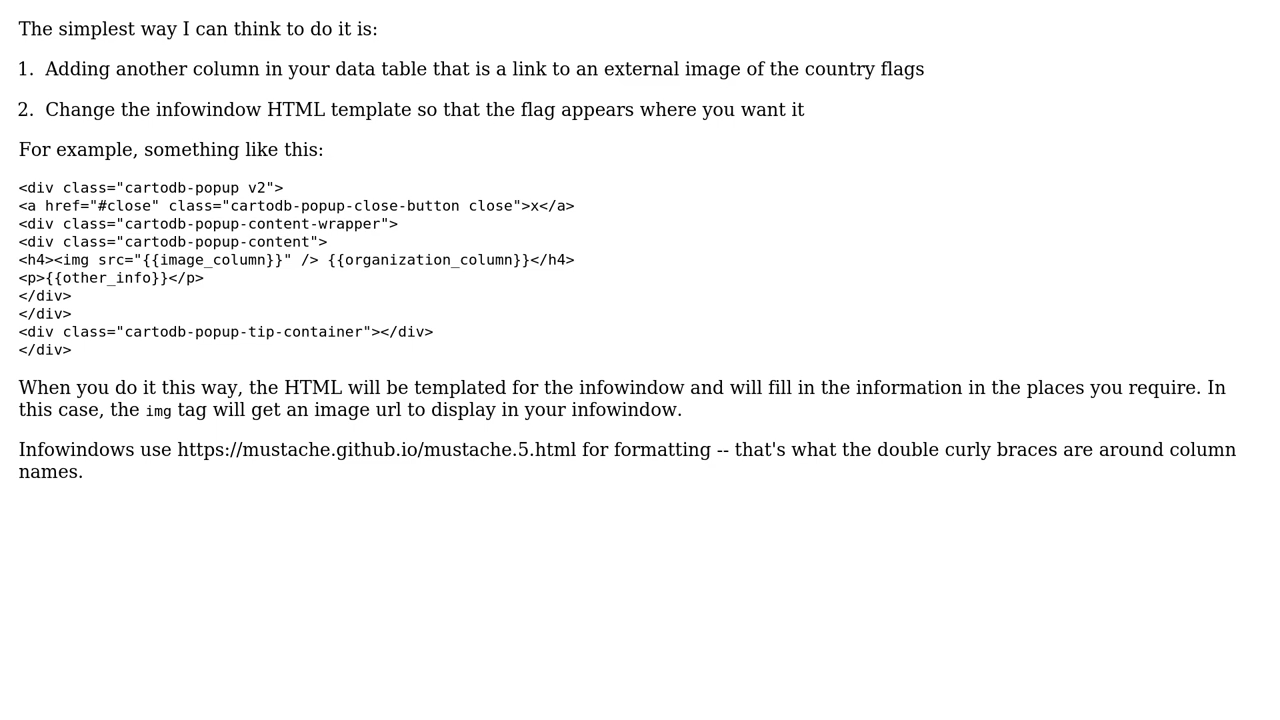 The simplest way I can think to do it is:
1. Adding another column in your data table that is a link to an external image of the country flags
2. Change the infowindow HTML template so that the flag appears where you want it
For example, something like this:
<div class="cartodb-popup v2">
<a href="#close" class="cartodb-popup-close-button close">x</a>
<div class="cartodb-popup-content-wrapper">
<div class="cartodb-popup-content">
<h4><img src="{{image_column}}" /> {{organization_column}}</h4>
<p>{{other_info}}</p>
</div>
</div>
<div class="cartodb-popup-tip-container"></div>
</div>
When you do it this way, the HTML will be templated for the infowindow and will fill in the information in the places you require. In
this case, the img tag will get an image url to display in your infowindow.
Infowindows use https://mustache.github.io/mustache.5.html for formatting -- that's what the double curly braces are around column
names.